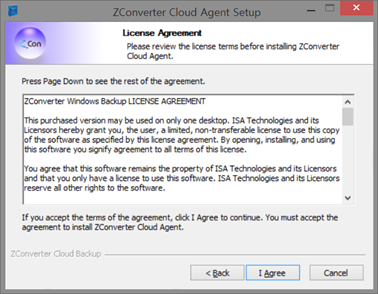 ZConverter Cloud Agent Setup
ZCon
License Agreement
Please review the license terms before installing ZConverter
Cloud Agent.
Press Page Down to see the rest of the agreement.
ZConverter Windows Backup LICENSE AGREEMENT
This purchased version may be used on only one desktop. ISA Technologies and its
Licensors hereby grant you, the user, a limited, non-transferable license to use this copy
of the software as specified by this license agreement. By opening, installing, and using
this software you signify agreement to all terms of this license.
You agree that this software remains the property of ISA Technologies and its Licensors
and that you only have a license to use this software. ISA Technologies and its Licensors
reserve all other rights to the software.
If you accept the terms of the agreement, click I Agree to continue. You must accept the
agreement to install ZConverter Cloud Agent.
ZConverter Cloud Backup
< Back
I Agree
Cancel